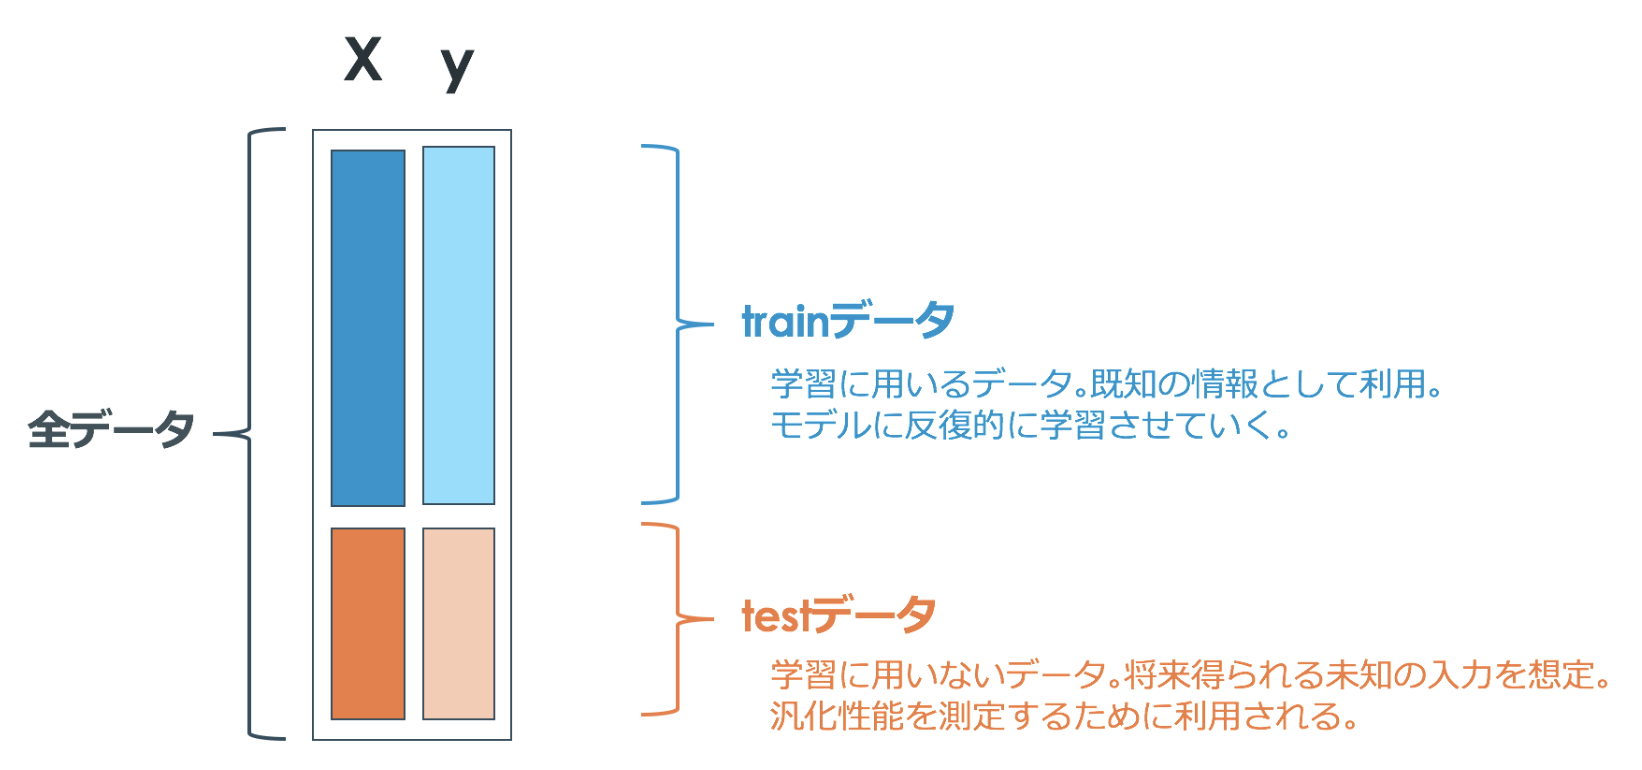 X y
全データ
trainデータ
学習に用いるデータ。既知の情報として利用。
モデルに反復的に学習させていく。
testデータ
学習に用いないデータ。将来得られる未知の入力を想定。
汎化性能を測定するために利用される。